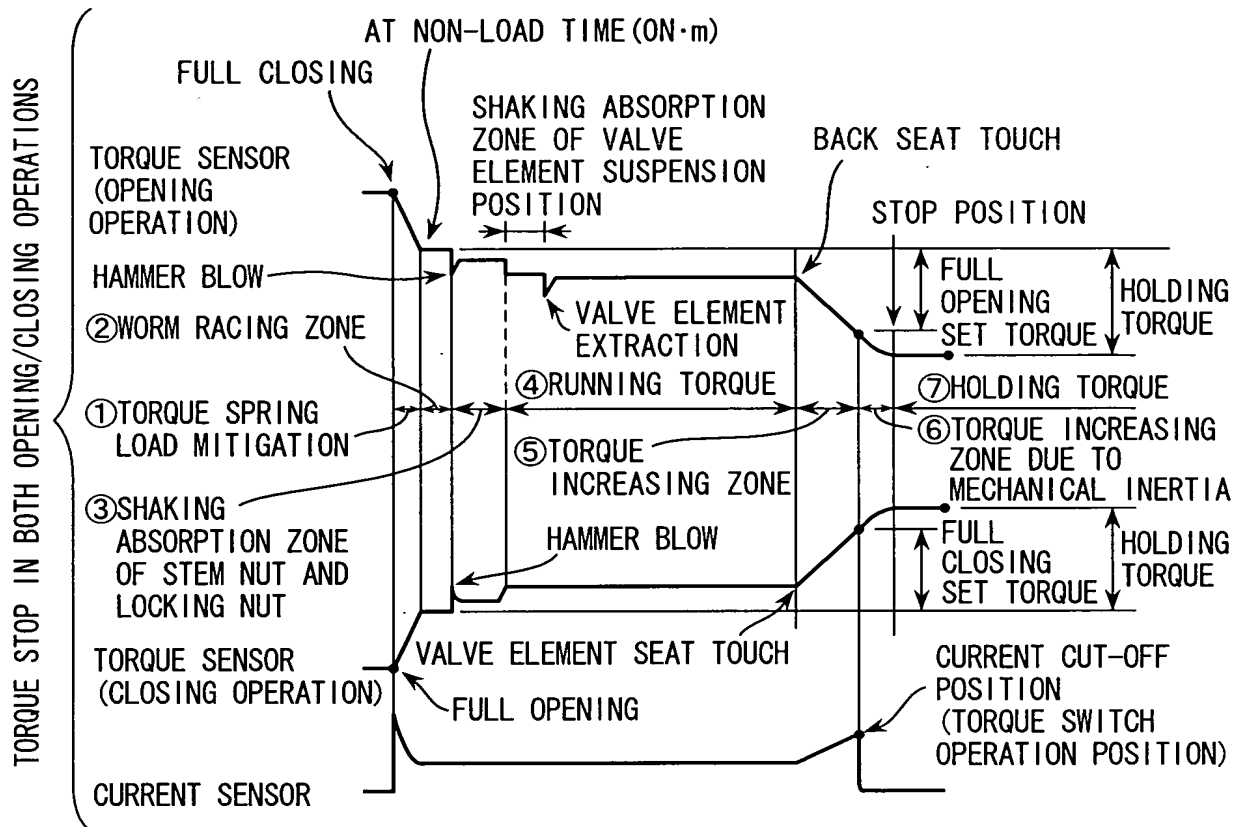 TORQUE STOP IN BOTH OPENING/CLOSING OPERATIONS
AT NON-LOAD TIME (ON·m)
FULL CLOSING
SHAKING ABSORPTION
ZONE OF VALVE
ELEMENT SUSPENSION
POSITION
BACK SEAT TOUCH
TORQUE SENSOR
(OPENING
OPERATION)
STOP POSITION
HAMMER BLOW
FULL
OPENING
SET TORQUE
HOLDING
TORQUE
VALVE ELEMENT
EXTRACTION
②WORM RACING ZONE
④RUNNING TORQUE
⑦HOLDING TORQUE
①TORQUE SPRING
LOAD MITIGATION
⑤TORQUE
INCREASING ZONE
⑥TORQUE INCREASING
ZONE DUE TO
MECHANICAL INERTIA
③SHAKING
ABSORPTION ZONE
OF STEM NUT AND
LOCKING NUT
HAMMER BLOW
FULL
CLOSING
SET TORQUE
HOLDING
TORQUE
TORQUE SENSOR
(CLOSING OPERATION)
VALVE ELEMENT SEAT TOUCH
FULL OPENING
CURRENT CUT-OFF
POSITION
(TORQUE SWITCH
OPERATION POSITION)
CURRENT SENSOR